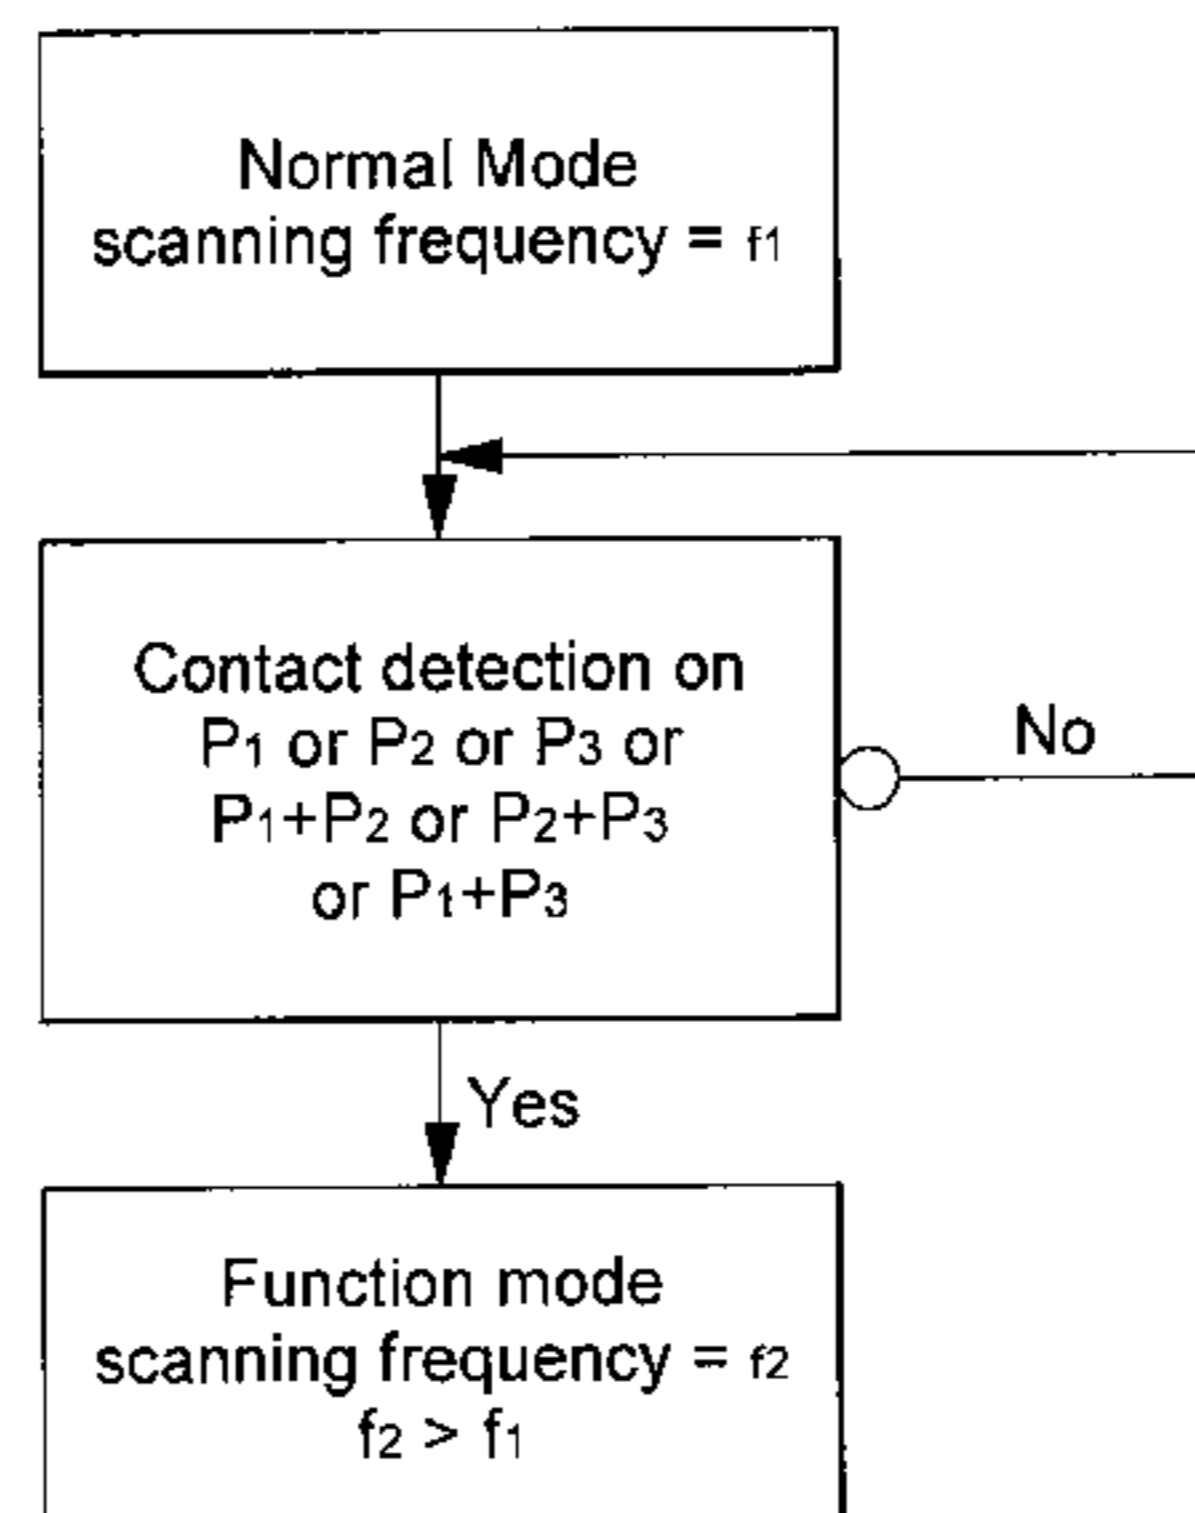 Normal Mode
scanning frequency = f1
Contact detection on
P1 or P2 or P3 or
P1+P2 or P2+P3
or P1+P3
No
Yes
Function mode
scanning frequency = f2
f2 > f1